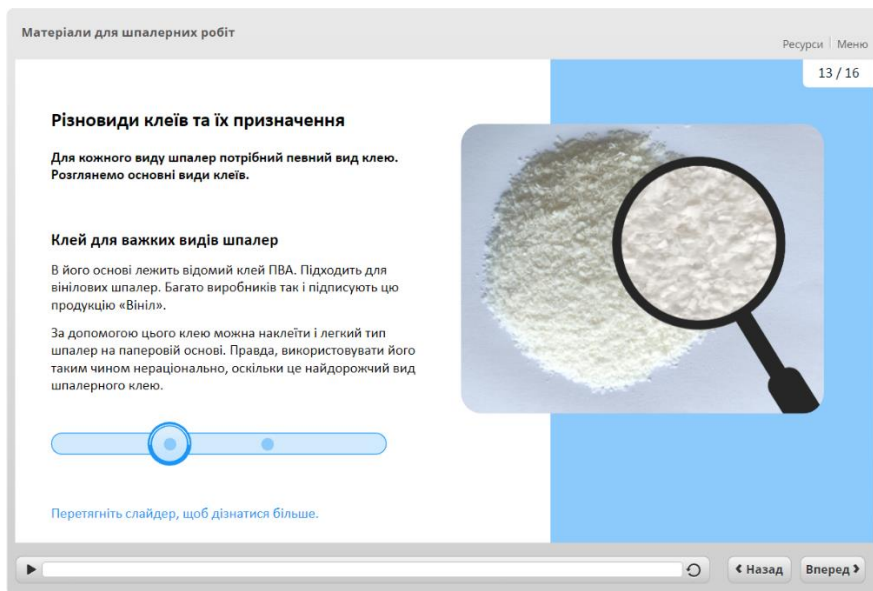 Матеріали для шпалерних робіт
Ресурси Меню
13 / 16
Різновиди клеїв та їх призначення
Для кожного виду шпалер потрібний певний вид клею.
Розглянемо основні види клеїв.
Клей для важких видів шпалер
В його основі лежить відомий клей ПВА. Підходить для
вінілових шпалер. Багато виробників так і підписують цю
продукцію «Вініл».
За допомогою цього клею можна наклеїти і легкий тип
шпалер на паперовій основі. Правда, використовувати його
таким чином нераціонально, оскільки це найдорожчий вид
шпалерного клею.
Перетягніть слайдер, щоб дізнатися більше.
Назад Вперед